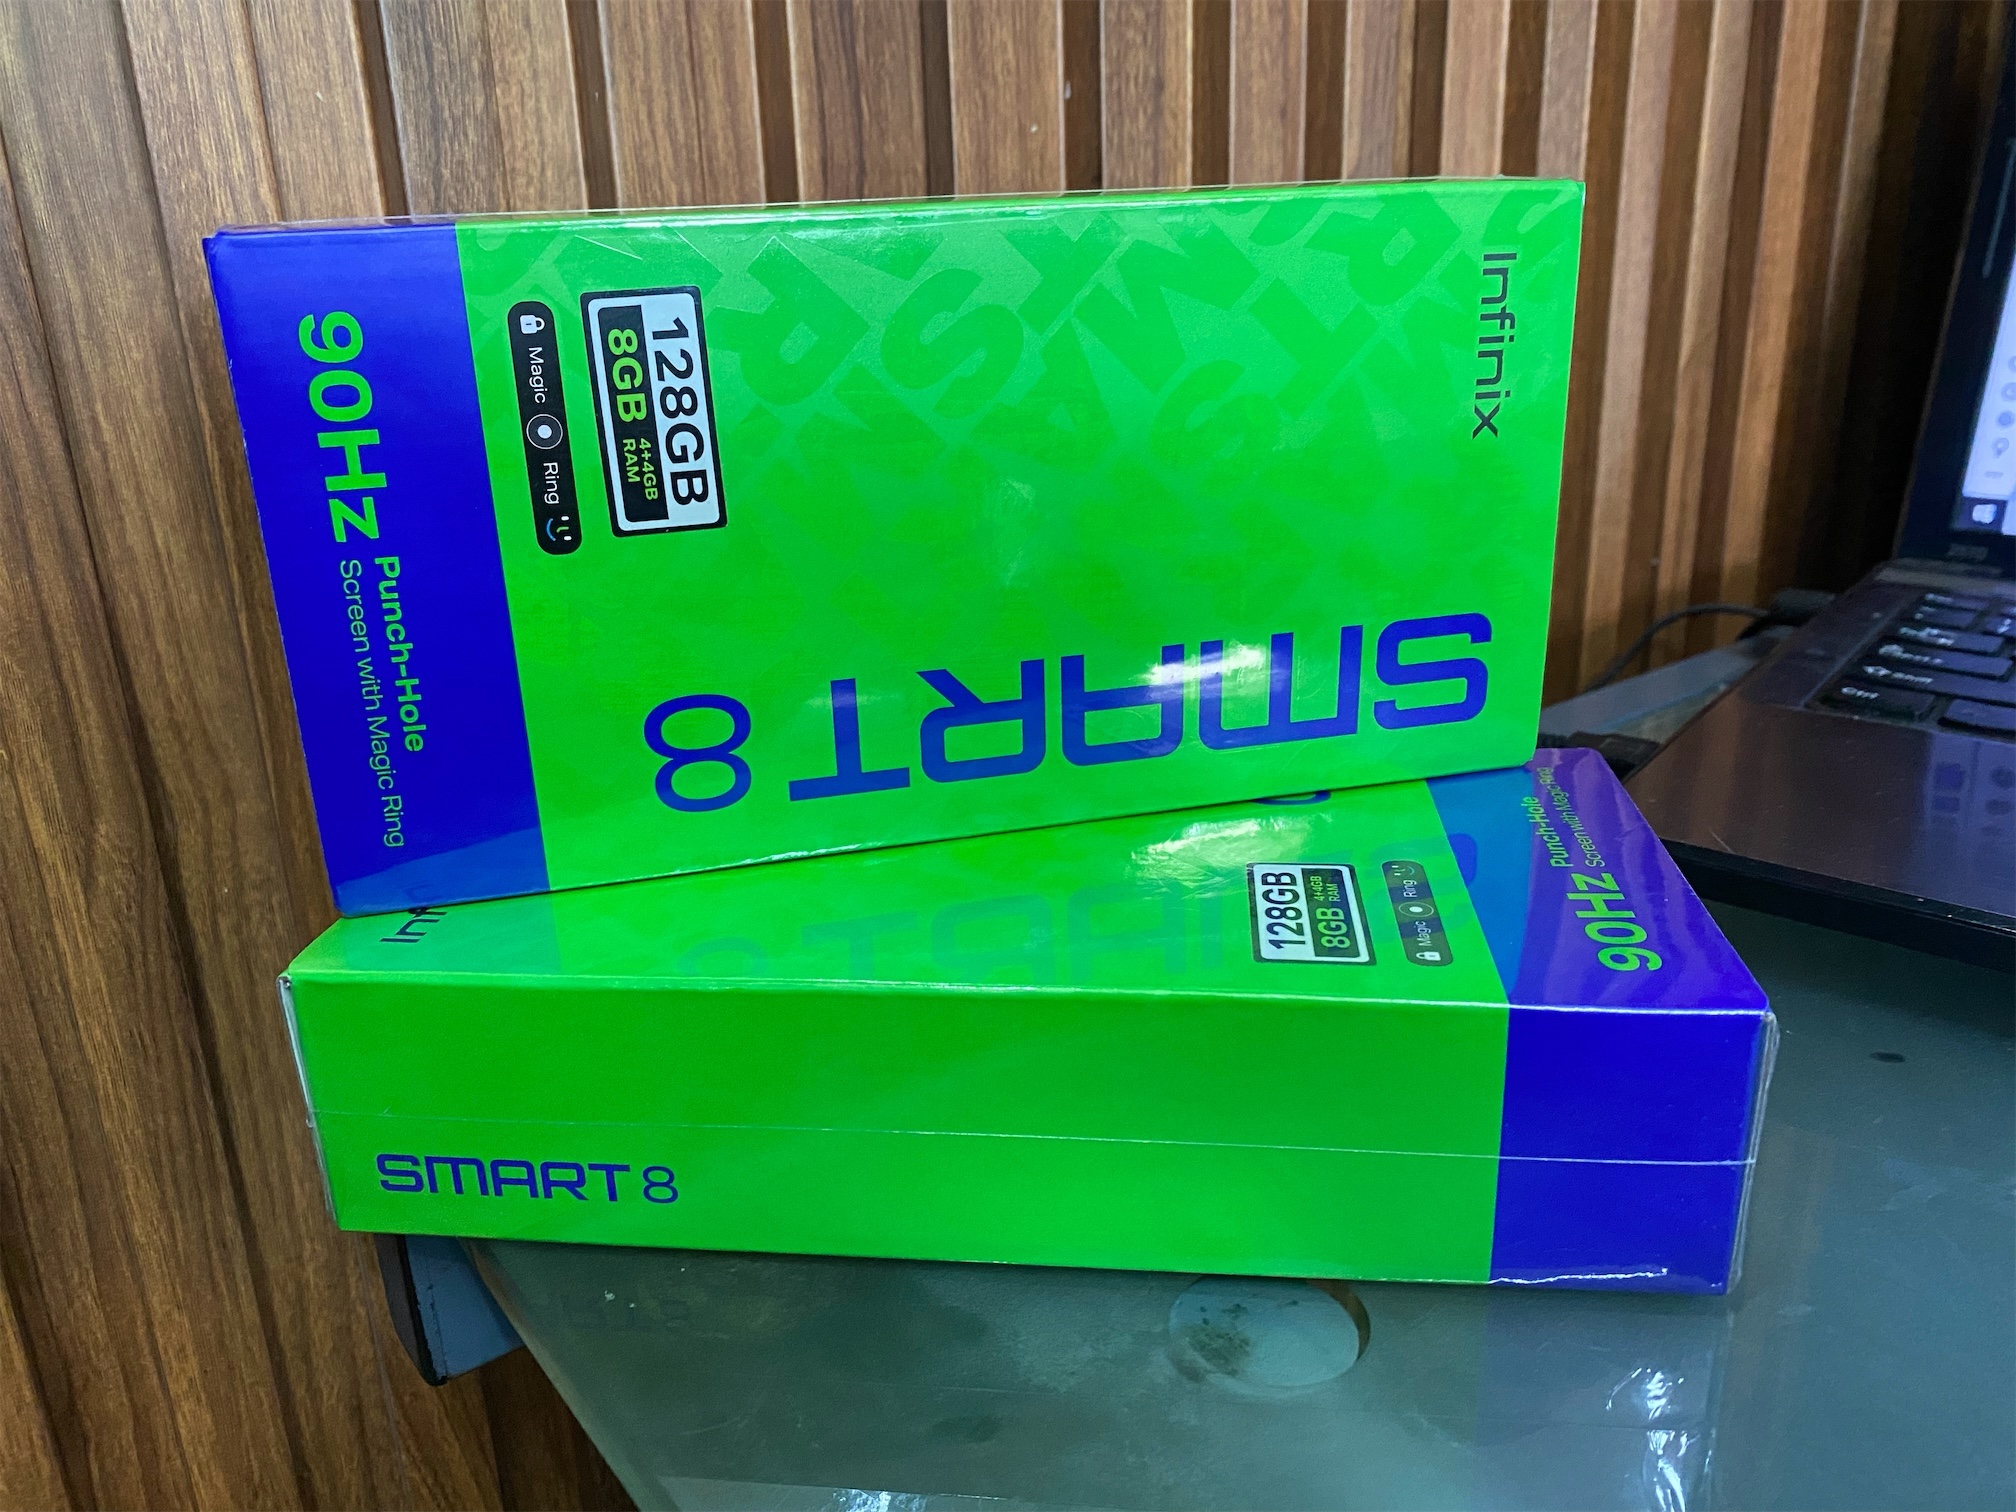 Infinix
SMART 8
128GB
8GB 4+4GB RAM
Magic Ring
90Hz Punch-Hole
Screen with Magic Ring
128GB
8GB 4+4GB RAM
Magic Ring
90Hz Punch-Hole
Screen with Magic Ring
SMART 8
Ctrl